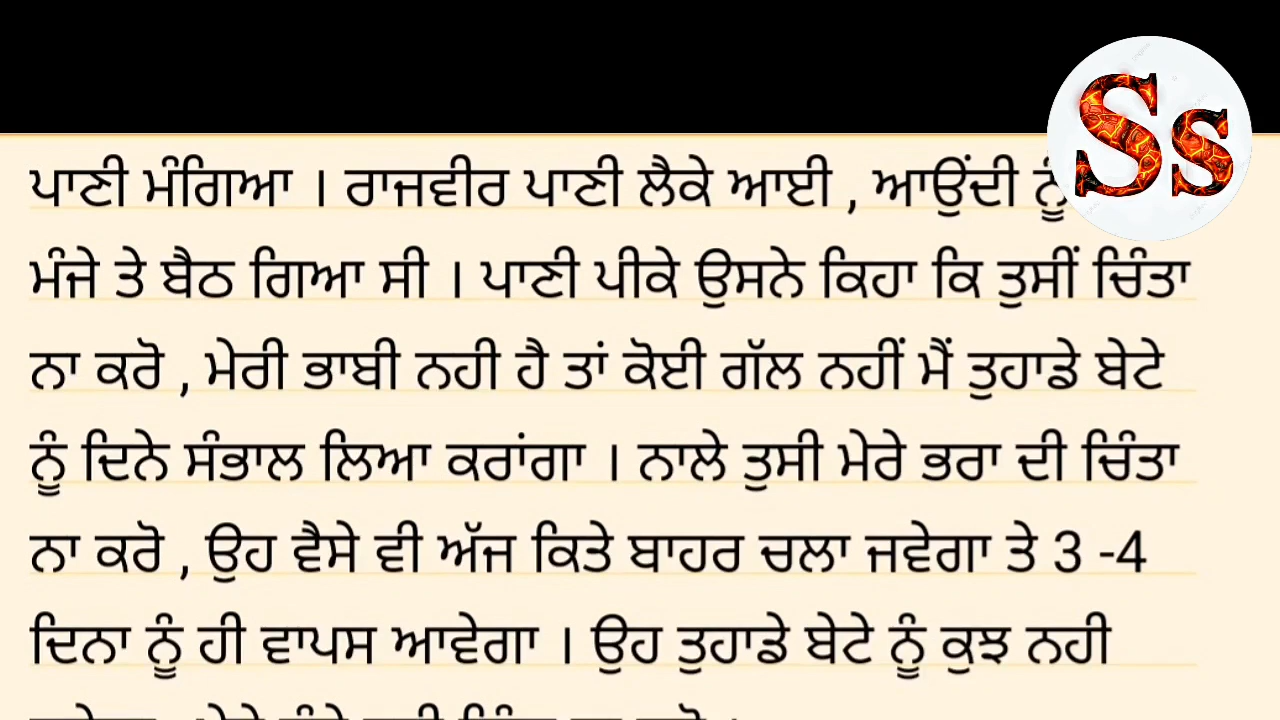 ਪਾਣੀ ਮੰਗਿਆ । ਰਾਜਵੀਰ ਪਾਣੀ ਲੈਕੇ ਆਈ , ਆਉਂਦੀ ਨੂੰ
Ss
ਮੰਜੇ ਤੇ ਬੈਠ ਗਿਆ ਸੀ । ਪਾਣੀ ਪੀਕੇ ਉਸਨੇ ਕਿਹਾ ਕਿ ਤੁਸੀਂ ਚਿੰਤਾ
ਨਾ ਕਰੋ , ਮੇਰੀ ਭਾਬੀ ਨਹੀ ਹੈ ਤਾਂ ਕੋਈ ਗੱਲ ਨਹੀਂ ਮੈਂ ਤੁਹਾਡੇ ਬੇਟੇ
ਨੂੰ ਦਿਨੇ ਸੰਭਾਲ ਲਿਆ ਕਰਾਂਗਾ । ਨਾਲੇ ਤੁਸੀ ਮੇਰੇ ਭਰਾ ਦੀ ਚਿੰਤਾ
ਨਾ ਕਰੋ , ਉਹ ਵੈਸੇ ਵੀ ਅੱਜ ਕਿਤੇ ਬਾਹਰ ਚਲਾ ਜਵੇਗਾ ਤੇ 3 -4
ਦਿਨਾ ਨੂੰ ਹੀ ਵਾਪਸ ਆਵੇਗਾ । ਉਹ ਤੁਹਾਡੇ ਬੇਟੇ ਨੂੰ ਕੁਝ ਨਹੀ